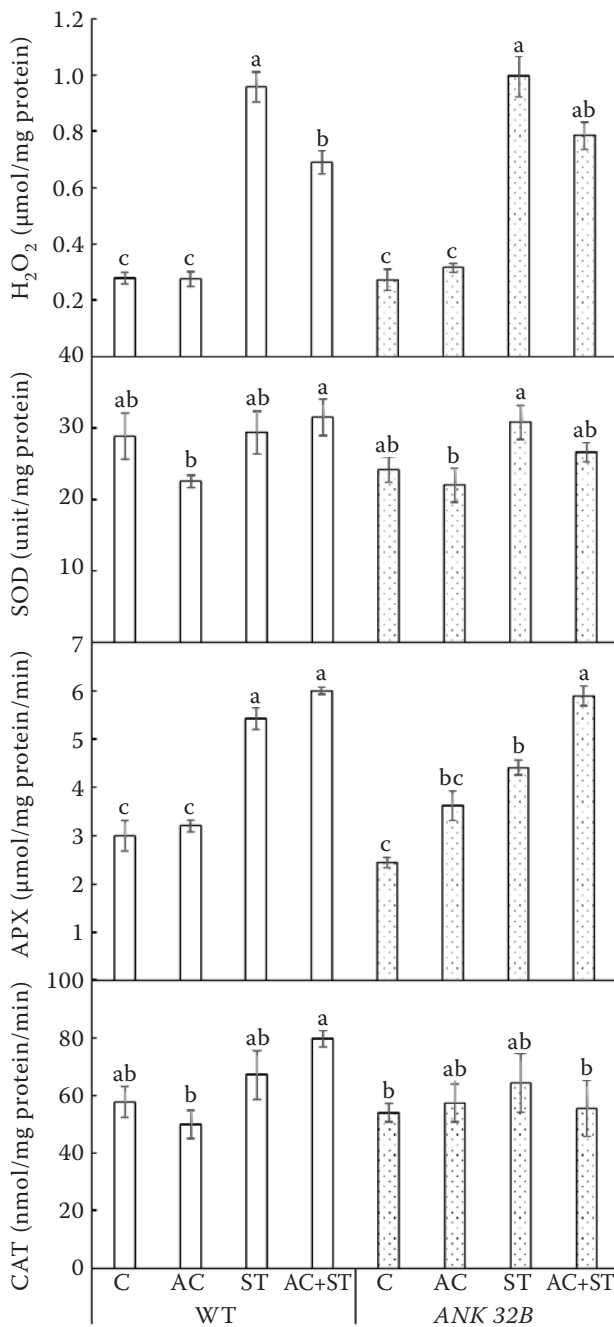 1.2
1.0
0.8
0.6
0.4
0.2
H₂O₂ (μmol/mg protein)
c c a b c c a ab
40
30
20
10
SOD (unit/mg protein)
ab b ab a ab b a ab
7
6
5
4
3
2
1
APX (μmol/mg protein/min)
c c a a c bc b a
100
80
60
40
20
0
CAT (nmol/mg protein/min)
ab b ab a b ab ab b
C AC ST AC+ST C AC ST AC+ST
WT ANK 32B